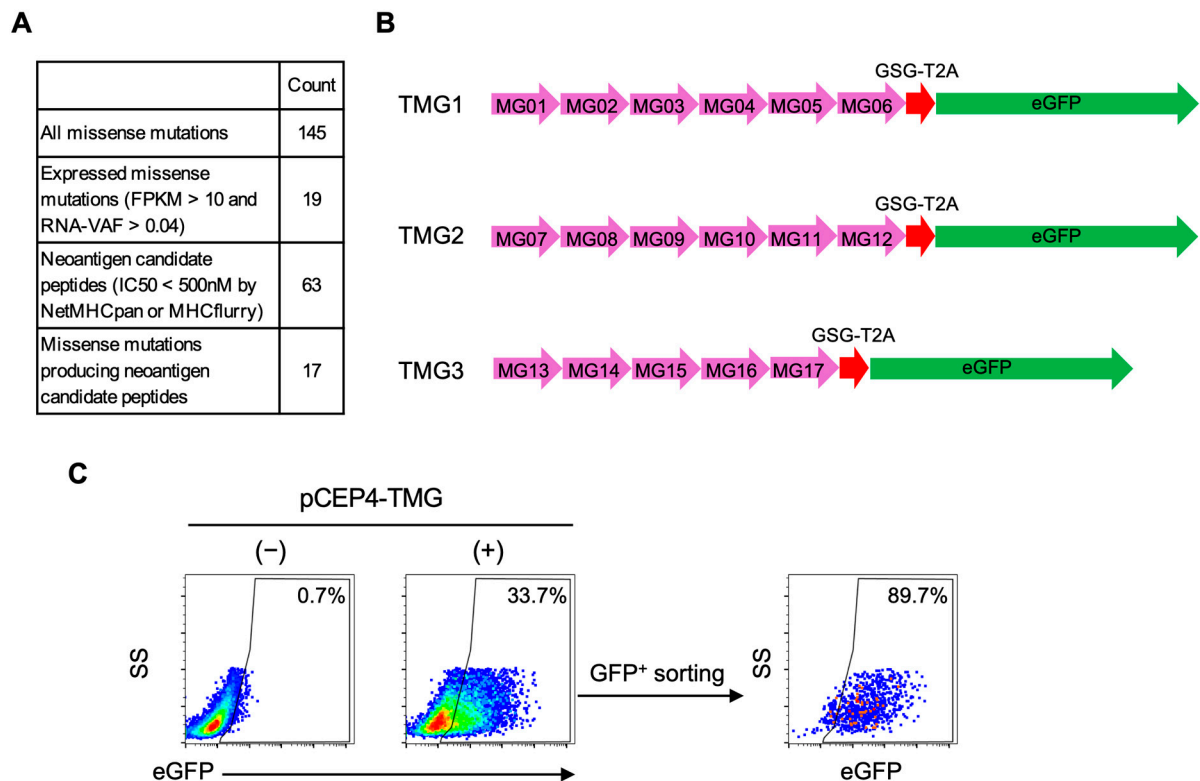 A
Count
All missense mutations
145
Expressed missense
mutations (FPKM > 10 and
RNA-VAF > 0.04)
19
Neoantigen candidate
peptides (IC50 < 500nM by
NetMHCpan or MHCflurry)
63
Missense mutations
producing neoantigen
candidate peptides
17
B
GSG-T2A
TMG1
MG01
MG02
MG03
MG04
MG05
MG06
eGFP
GSG-T2A
TMG2
MG07
MG08
MG09
MG10
MG11
MG12
eGFP
GSG-T2A
TMG3
MG13
MG14
MG15
MG16
MG17
eGFP
C
pCEP4-TMG
(−)
(+)
0.7%
33.7%
89.7%
SS
GFP⁺ sorting
SS
eGFP
eGFP